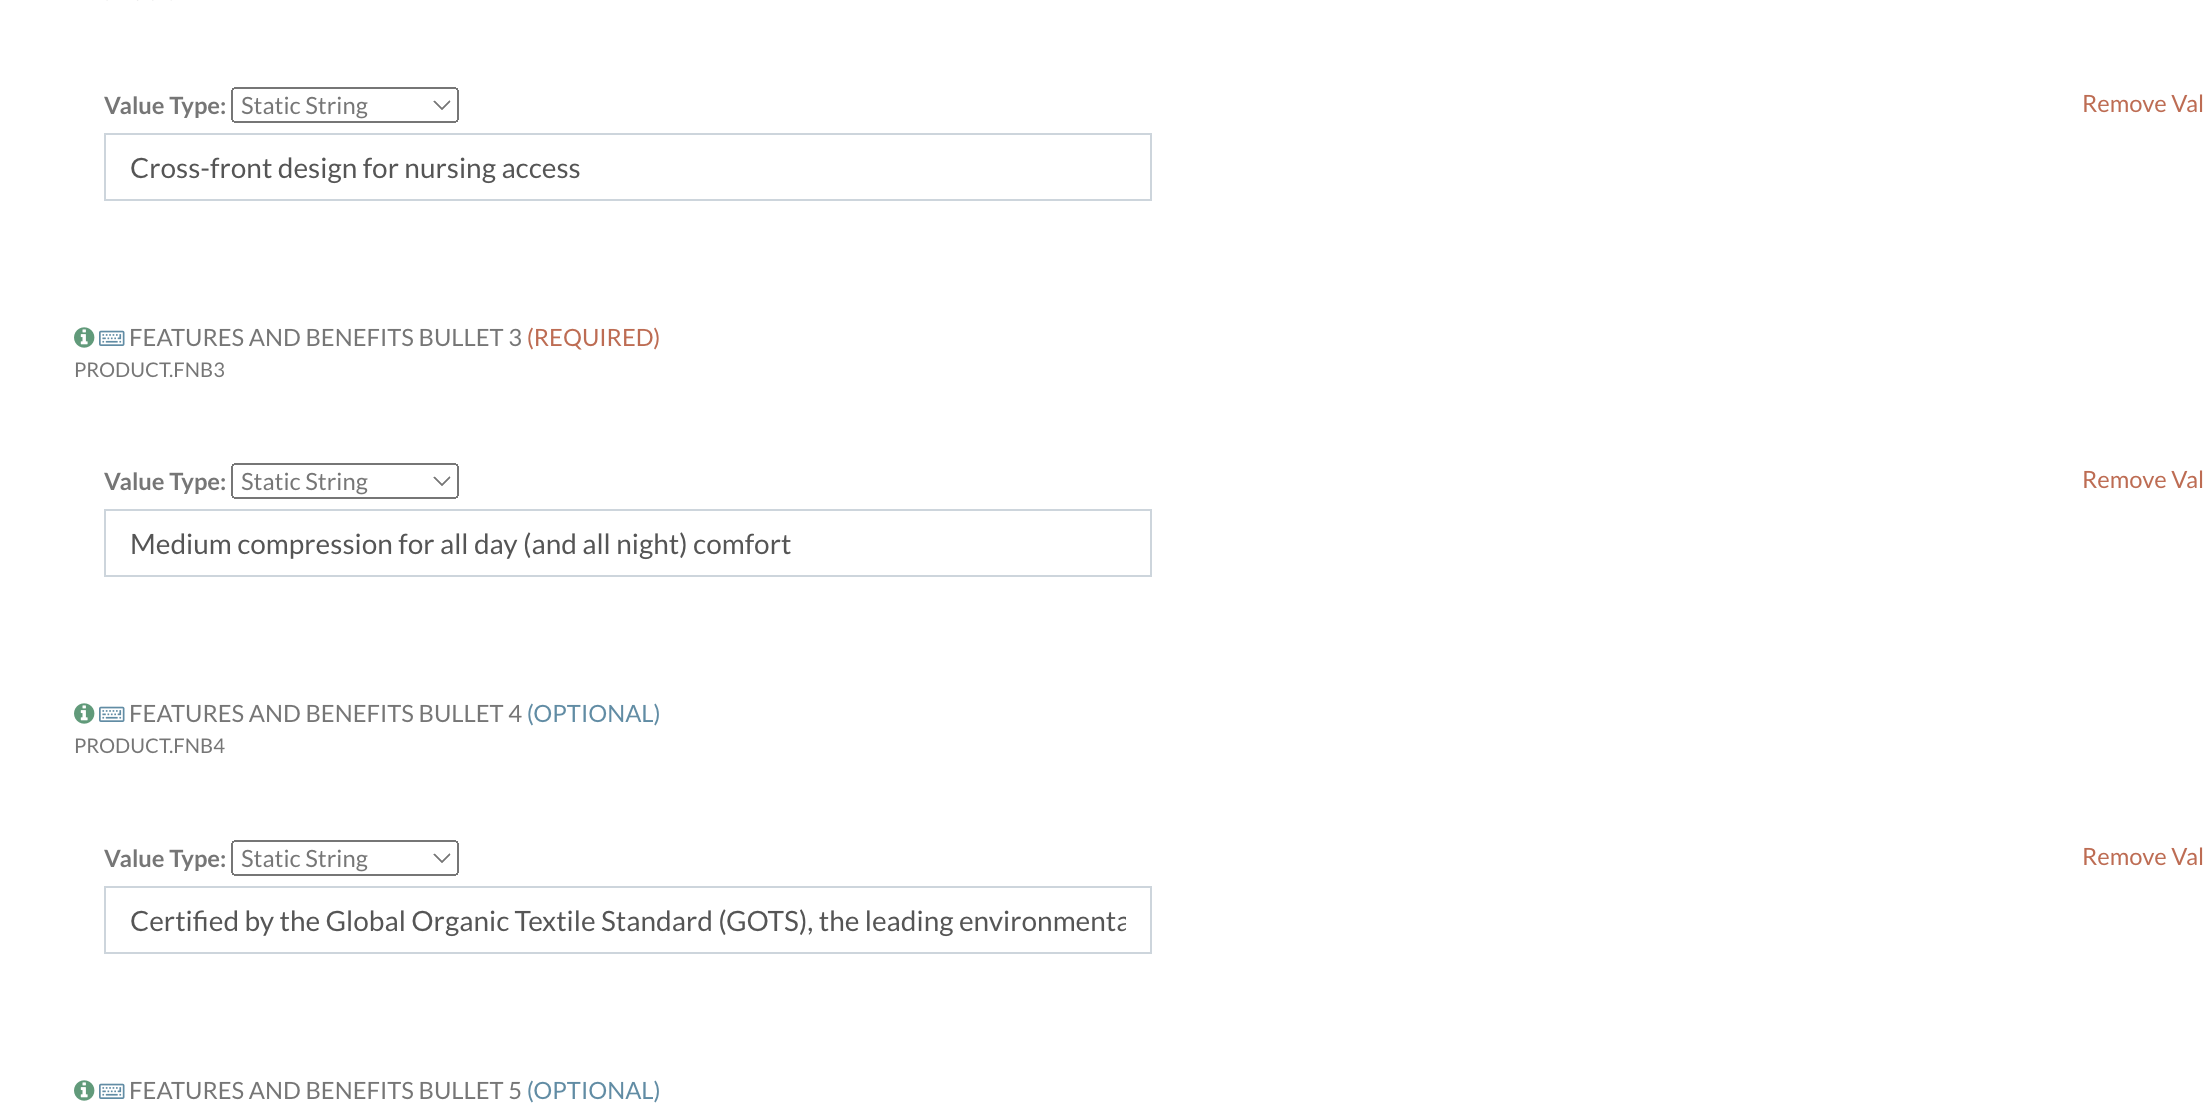 Value Type: Static String Remove Val
Cross-front design for nursing access
FEATURES AND BENEFITS BULLET 3 (REQUIRED)
PRODUCT.FNB3
Value Type: Static String Remove Val
Medium compression for all day (and all night) comfort
FEATURES AND BENEFITS BULLET 4 (OPTIONAL)
PRODUCT.FNB4
Value Type: Static String Remove Val
Certified by the Global Organic Textile Standard (GOTS), the leading environmenta
FEATURES AND BENEFITS BULLET 5 (OPTIONAL)